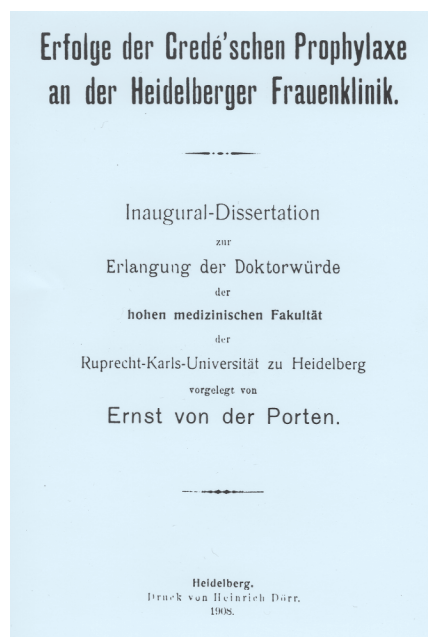 Erfolge der Credé'schen Prophylaxe
an der Heidelberger Frauenklinik.
Inaugural-Dissertation
zur
Erlangung der Doktorwürde
der
hohen medizinischen Fakultät
der
Ruprecht-Karls-Universität zu Heidelberg
vorgelegt von
Ernst von der Porten.
Heidelberg.
Druck von Heinrich Dörr.
1908.